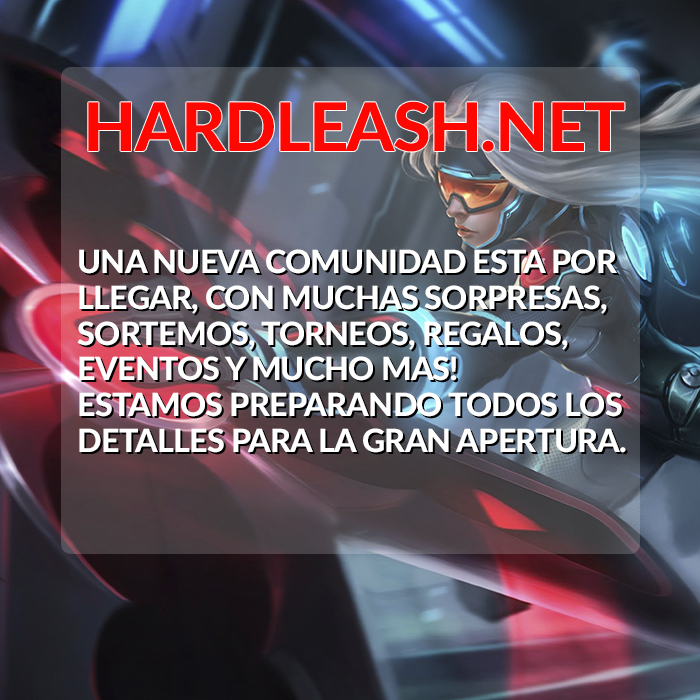 HARDLEASH.NET
UNA NUEVA COMUNIDAD ESTA POR
LLEGAR, CON MUCHAS SORPRESAS,
SORTEMOS, TORNEOS, REGALOS,
EVENTOS Y MUCHO MAS!
ESTAMOS PREPARANDO TODOS LOS
DETALLES PARA LA GRAN APERTURA.